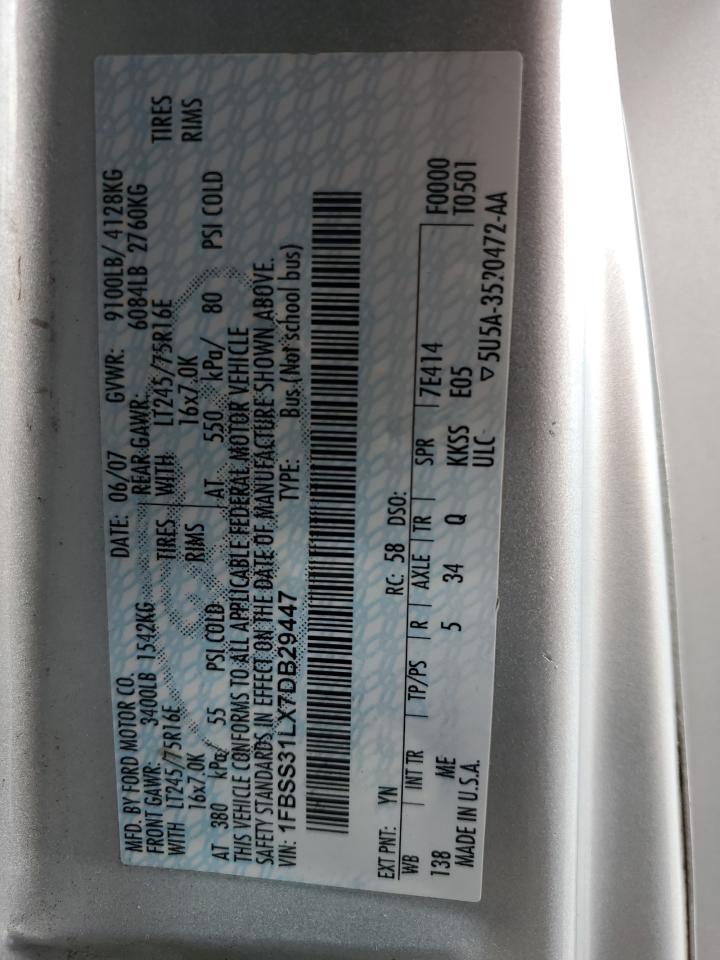 MFD. BY FORD MOTOR CO. DATE: 06/07 GVWR: 9100LB/ 4128KG
FRONT GAWR: 3400LB 1542KG REAR GAWR: 6084LB 2760KG
WITH LT245/75R16E TIRES WITH LT245/75R16E TIRES
16x7.0K RIMS 16x7.0K RIMS
AT 380 kPa/ 55 PSI COLD AT 550 kPa/ 80 PSI COLD
THIS VEHICLE CONFORMS TO ALL APPLICABLE FEDERAL MOTOR VEHICLE
SAFETY STANDARDS IN EFFECT ON THE DATE OF MANUFACTURE SHOWN ABOVE.
VIN: 1FBSS31LX7DB29447 TYPE: Bus (Not school bus)
EXT PNT: YN RC: 58 DSO: F0000
WB INT TR TP/PS R AXLE TR SPR 7E414 T0501
138 ME 5 34 Q KKSS E05
MADE IN U.S.A. ULC
▽5U5A-3520472-AA